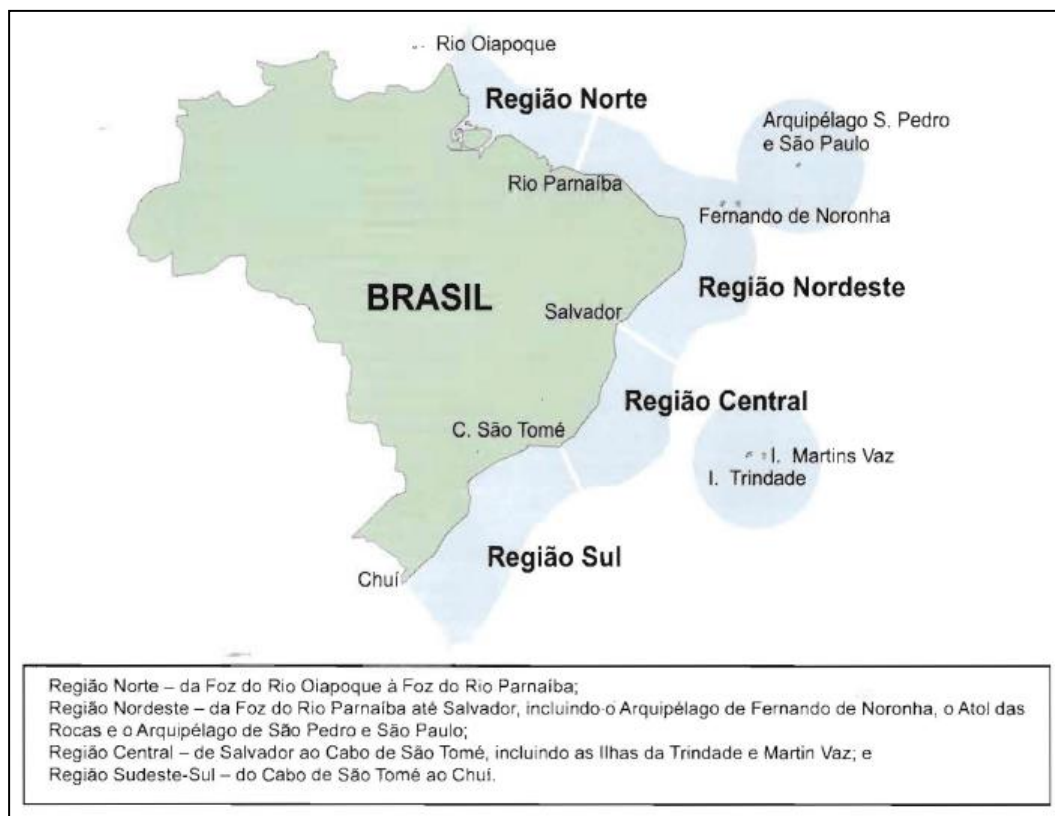 Rio Oiapoque
Região Norte
Arquipélago S. Pedro
e São Paulo
Rio Parnaíba
Fernando de Noronha
BRASIL
Região Nordeste
Salvador
Região Central
C. São Tomé
I. Martins Vaz
I. Trindade
Região Sul
Chuí
Região Norte – da Foz do Rio Oiapoque à Foz do Rio Parnaíba;
Região Nordeste – da Foz do Rio Parnaíba até Salvador, incluindo o Arquipélago de Fernando de Noronha, o Atol das
Rocas e o Arquipélago de São Pedro e São Paulo;
Região Central – de Salvador ao Cabo de São Tomé, incluindo as Ilhas da Trindade e Martin Vaz; e
Região Sudeste-Sul – do Cabo de São Tomé ao Chuí.